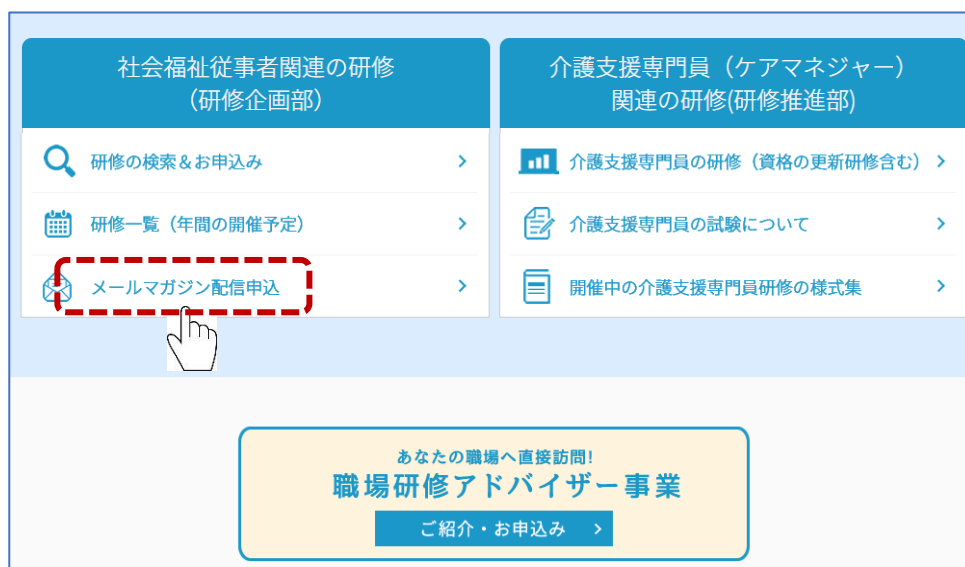 社会福祉従事者関連の研修
（研修企画部）
研修の検索＆お申込み
研修一覧（年間の開催予定）
メールマガジン配信申込
介護支援専門員（ケアマネジャー）
関連の研修(研修推進部)
介護支援専門員の研修（資格の更新研修含む）
介護支援専門員の試験について
開催中の介護支援専門員研修の様式集
あなたの職場へ直接訪問!
職場研修アドバイザー事業
ご紹介・お申込み